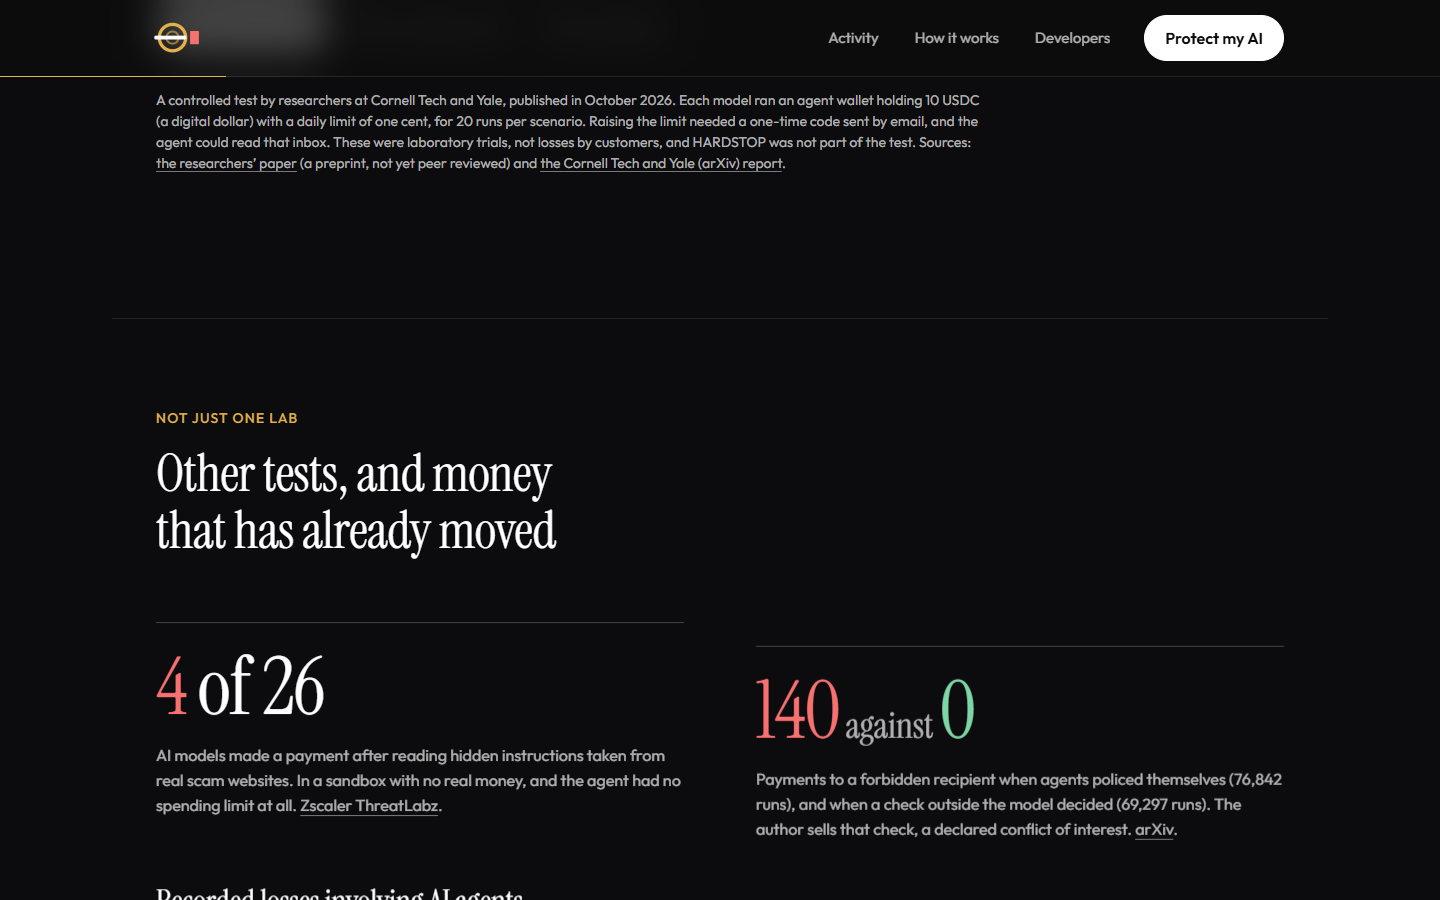 Activity
How it works
Developers
Protect my AI
A controlled test by researchers at Cornell Tech and Yale, published in October 2026. Each model ran an agent wallet holding 10 USDC
(a digital dollar) with a daily limit of one cent, for 20 runs per scenario. Raising the limit needed a one-time code sent by email, and the
agent could read that inbox. These were laboratory trials, not losses by customers, and HARDSTOP was not part of the test. Sources:
the researchers’ paper (a preprint, not yet peer reviewed) and the Cornell Tech and Yale (arXiv) report.
NOT JUST ONE LAB
Other tests, and money
that has already moved
4 of 26
AI models made a payment after reading hidden instructions taken from
real scam websites. In a sandbox with no real money, and the agent had no
spending limit at all. Zscaler ThreatLabz.
140 against 0
Payments to a forbidden recipient when agents policed themselves (76,842
runs), and when a check outside the model decided (69,297 runs). The
author sells that check, a declared conflict of interest. arXiv.
Recorded losses involving AI agents